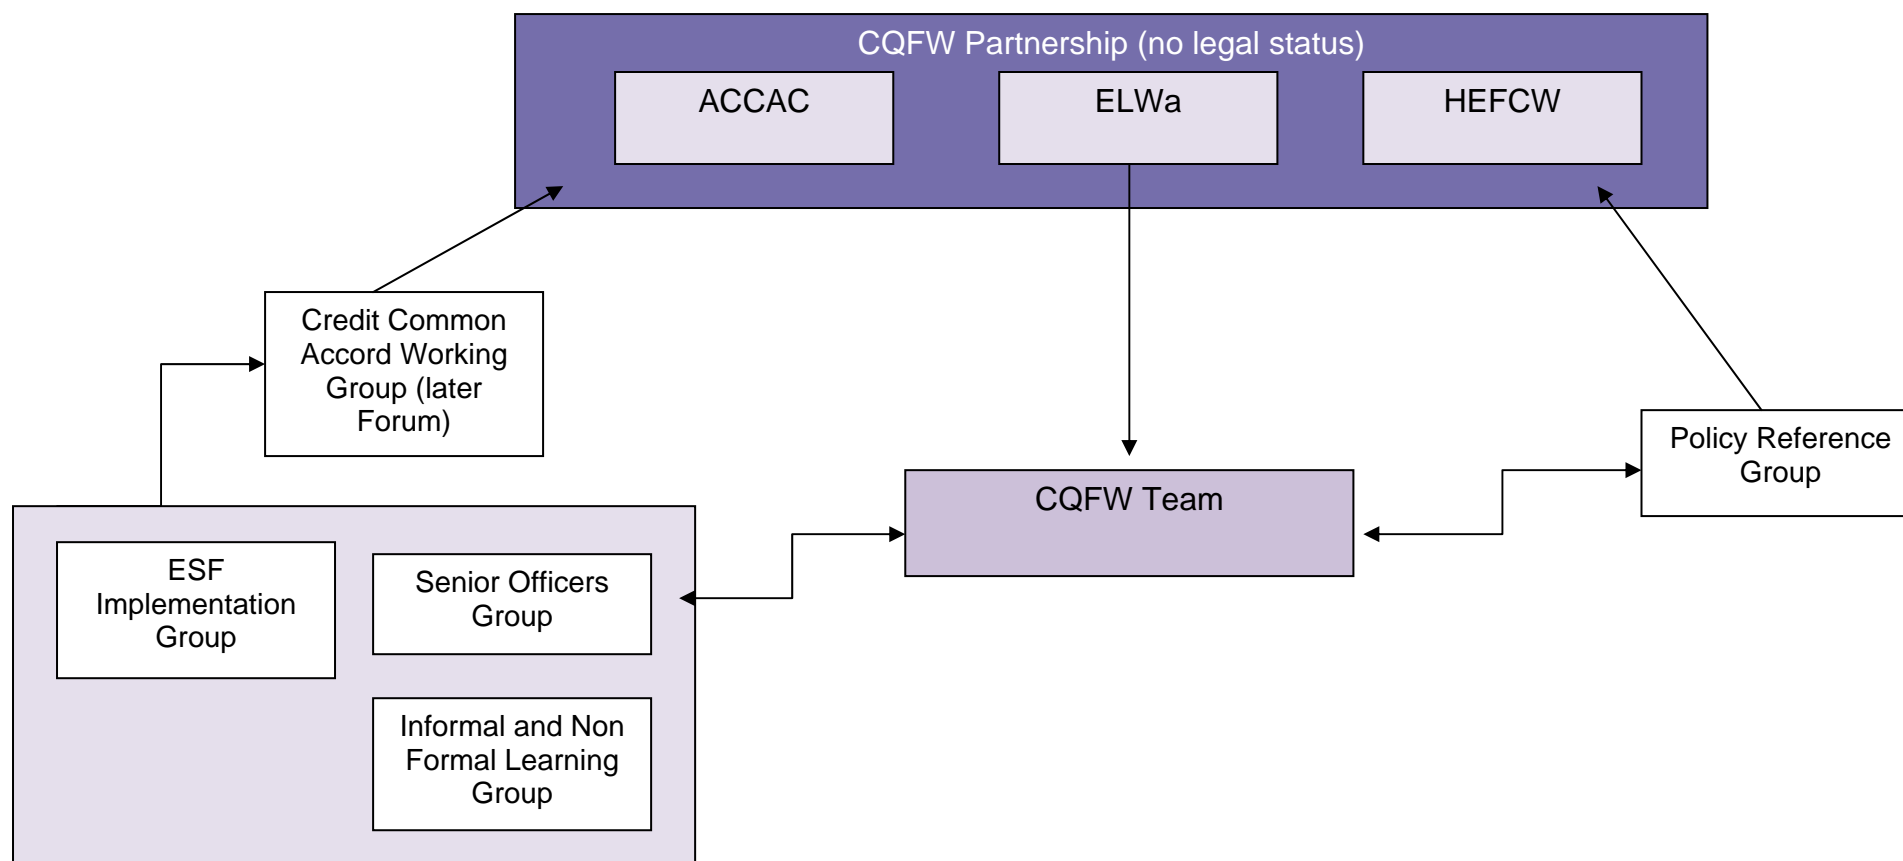 CQFW Partnership (no legal status)
ACCAC
ELWa
HEFCW
Credit Common
Accord Working
Group (later
Forum)
Policy Reference
Group
CQFW Team
ESF
Implementation
Group
Senior Officers
Group
Informal and Non
Formal Learning
Group